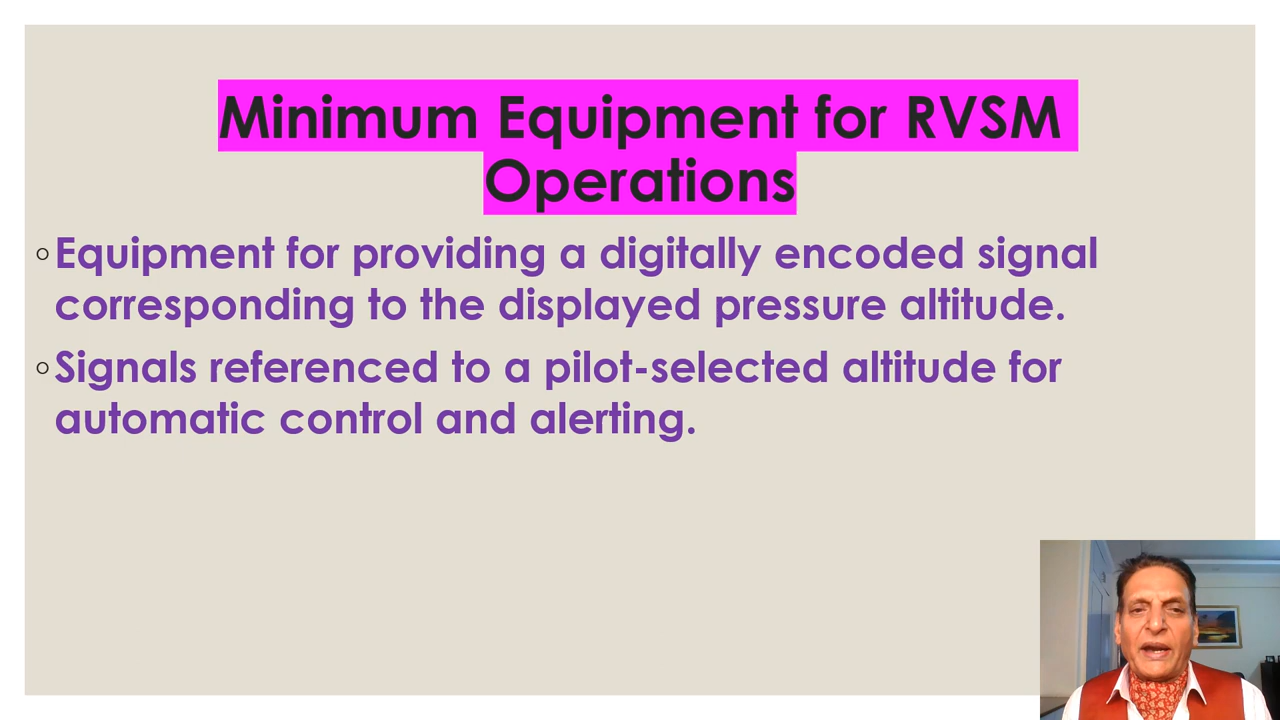 Minimum Equipment for RVSM
Operations
◦Equipment for providing a digitally encoded signal
corresponding to the displayed pressure altitude.
◦Signals referenced to a pilot-selected altitude for
automatic control and alerting.